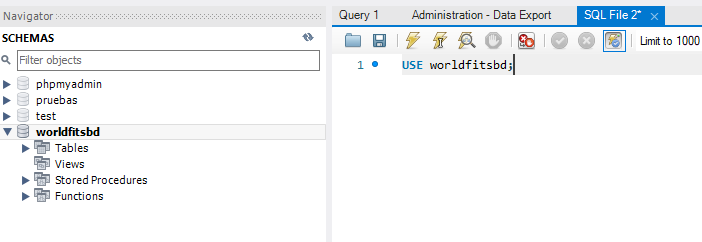 Navigator
SCHEMAS
Filter objects
phpmyadmin
pruebas
test
worldfitsbd
Tables
Views
Stored Procedures
Functions
Query 1 Administration - Data Export SQL File 2*
Limit to 1000
1 USE worldfitsbd;